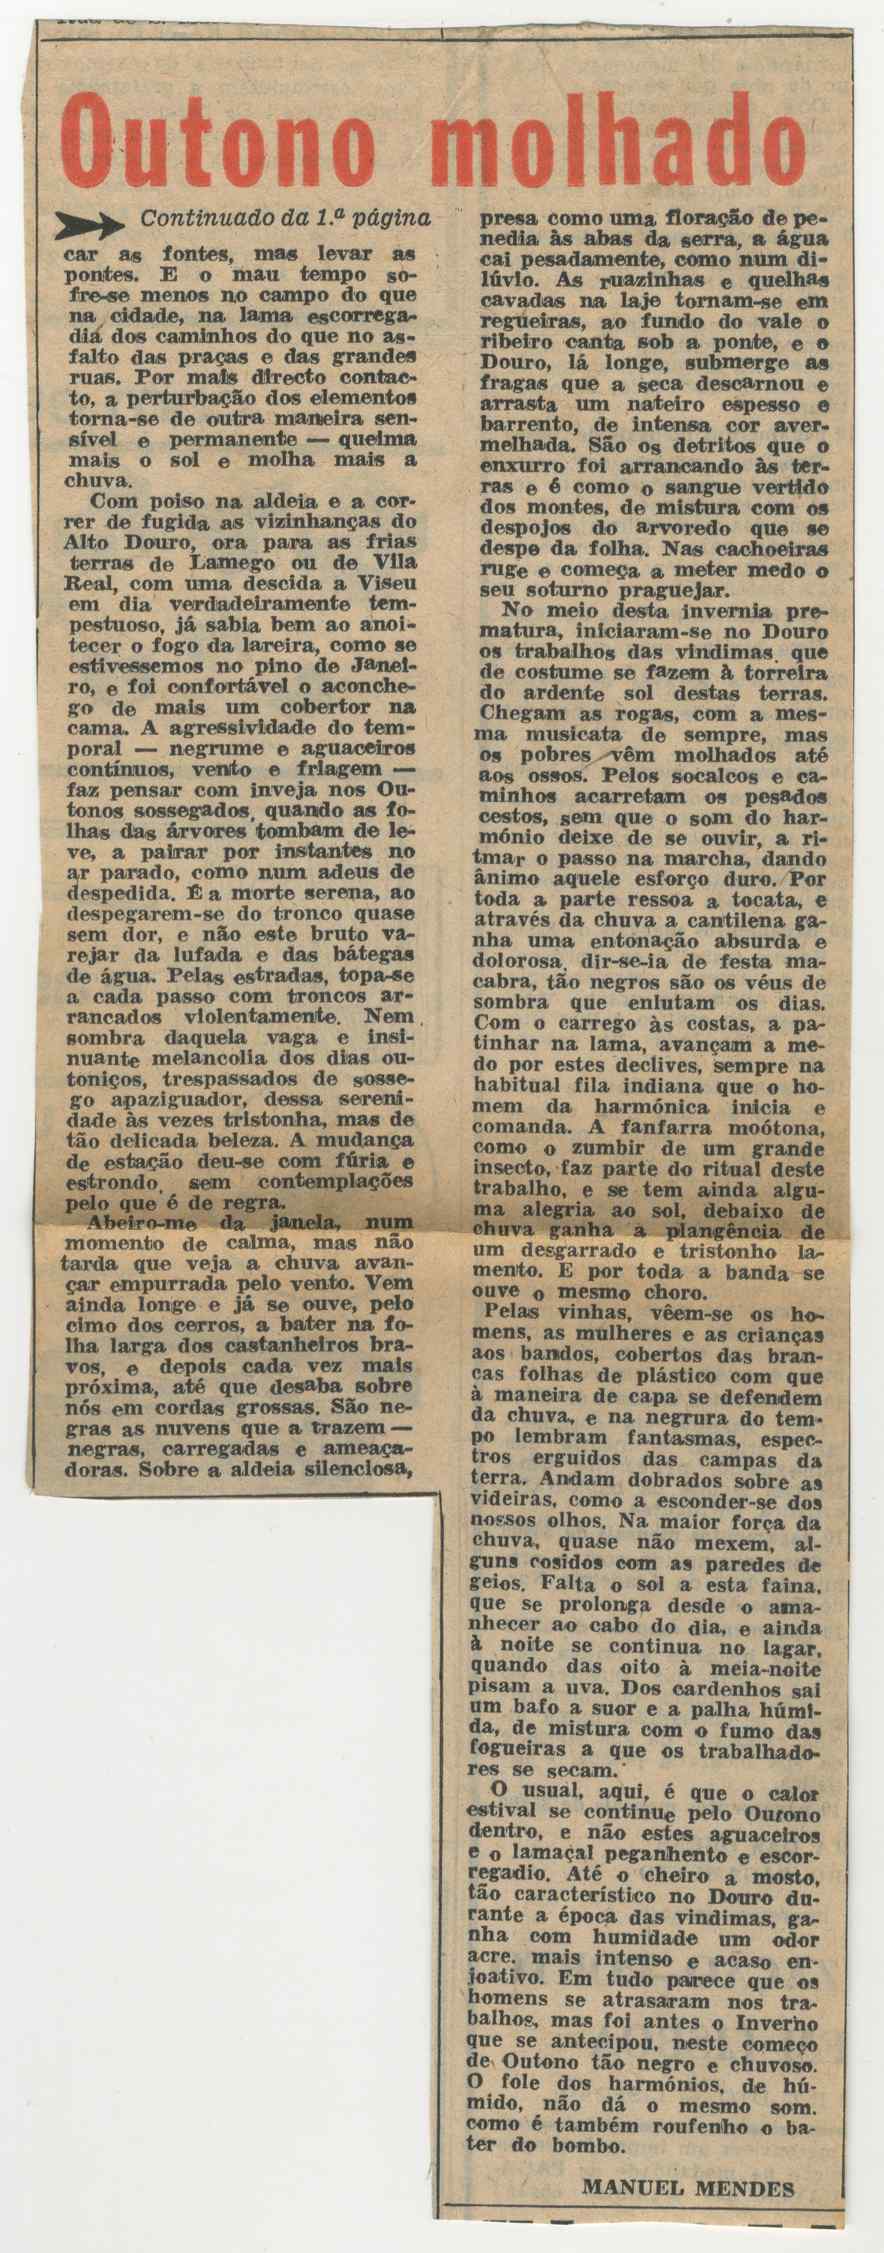 Outono molhado
Continuado da 1.ª página
car as fontes, mas levar as
pontes. E o mau tempo so-
fre-se menos no campo do que
na cidade, na lama escorrega-
dia dos caminhos do que no as-
falto das praças e das grandes
ruas. Por mais directo contac-
to, a perturbação dos elementos
torna-se de outra maneira sen-
sível e permanente — queima
mais o sol e molha mais a
chuva.
Com poiso na aldeia e a cor-
rer de fugida as vizinhanças do
Alto Douro, ora para as frias
terras de Lamego ou de Vila
Real, com uma descida a Viseu
em dia verdadeiramente tem-
pestuoso, já sabia bem ao anoi-
tecer o fogo da lareira, como se
estivessemos no pino de Janei-
ro, e foi confortável o aconche-
go de mais um cobertor na
cama. A agressividade do tem-
poral — negrume e aguaceiros
contínuos, vento e friagem —
faz pensar com inveja nos Ou-
tonos sossegados, quando as fo-
lhas das árvores tombam de le-
ve, a pairar por instantes no
ar parado, como num adeus de
despedida. É a morte serena, ao
despegarem-se do tronco quase
sem dor, e não este bruto va-
rejar da lufada e das bátegas
de água. Pelas estradas, topa-se
a cada passo com troncos ar-
rancados violentamente. Nem
sombra daquela vaga e insi-
nuante melancolia dos dias ou-
toniços, trespassados de sosse-
go apaziguador, dessa sereni-
dade às vezes tristonha, mas de
tão delicada beleza. A mudança
de estação deu-se com fúria e
estrondo, sem contemplações
pelo que é de regra.
Abeiro-me da janela, num
momento de calma, mas não
tarda que veja a chuva avan-
çar empurrada pelo vento. Vem
ainda longe e já se ouve, pelo
cimo dos cerros, a bater na fo-
lha larga dos castanheiros bra-
vos, e depois cada vez mais
próxima, até que desaba sobre
nós em cordas grossas. São ne-
gras as nuvens que a trazem —
negras, carregadas e ameaça-
doras. Sobre a aldeia silenciosa,
presa como uma floração de pe-
nedia às abas da serra, a água
cai pesadamente, como num di-
lúvio. As ruazinhas e quelhas
cavadas na laje tornam-se em
regueiras, ao fundo do vale o
ribeiro canta sob a ponte, e o
Douro, lá longe, submerge as
fragas que a seca descarnou e
arrasta um nateiro espesso e
barrento, de intensa cor aver-
melhada. São os detritos que o
enxurro foi arrancando às ter-
ras e é como o sangue vertido
dos montes, de mistura com os
despojos do arvoredo que se
despe da folha. Nas cachoeiras
ruge e começa a meter medo o
seu soturno praguejar.
No meio desta invernia pre-
matura, iniciaram-se no Douro
os trabalhos das vindimas, que
de costume se fazem à torreira
do ardente sol destas terras.
Chegam as rogas, com a mes-
ma musicata de sempre, mas
os pobres vêm molhados até
aos ossos. Pelos socalcos e ca-
minhos acarretam os pesados
cestos, sem que o som do har-
mónio deixe de se ouvir, a ri-
tmar o passo na marcha, dando
ânimo aquele esforço duro. Por
toda a parte ressoa a tocata, e
através da chuva a cantilena ga-
nha uma entonação absurda e
dolorosa, dir-se-ia de festa ma-
cabra, tão negros são os véus de
sombra que enlutam os dias.
Com o carrego às costas, a pa-
tinhar na lama, avançam a me-
do por estes declives, sempre na
habitual fila indiana que o ho-
mem da harmónica inicia e
comanda. A fanfarra moótona,
como o zumbir de um grande
insecto, faz parte do ritual deste
trabalho, e se tem ainda algu-
ma alegria ao sol, debaixo de
chuva ganha a plangência de
um desgarrado e tristonho la-
mento. E por toda a banda se
ouve o mesmo choro.
Pelas vinhas, vêem-se os ho-
mens, as mulheres e as crianças
aos bandos, cobertos das bran-
cas folhas de plástico com que
à maneira de capa se defendem
da chuva, e na negrura do tem-
po lembram fantasmas, espec-
tros erguidos das campas da
terra. Andam dobrados sobre as
videiras, como a esconder-se dos
nossos olhos. Na maior força da
chuva, quase não mexem, al-
guns cosidos com as paredes de
geios. Falta o sol a esta faina,
que se prolonga desde o ama-
nhecer ao cabo do dia, e ainda
à noite se continua no lagar,
quando das oito à meia-noite
pisam a uva. Dos cardenhos sai
um bafo a suor e a palha húmi-
da, de mistura com o fumo das
fogueiras a que os trabalhado-
res se secam.
O usual, aqui, é que o calor
estival se continue pelo Outono
dentro, e não estes aguaceiros
e o lamaçal peganhento e escor-
regadio. Até o cheiro a mosto,
tão característico no Douro du-
rante a época das vindimas, ga-
nha com humidade um odor
acre, mais intenso e acaso en-
joativo. Em tudo parece que os
homens se atrasaram nos tra-
balhos, mas foi antes o Inverno
que se antecipou, neste começo
de Outono tão negro e chuvoso.
O fole dos harmónios, de hú-
mido, não dá o mesmo som,
como é também roufenho o ba-
ter do bombo.
MANUEL MENDES